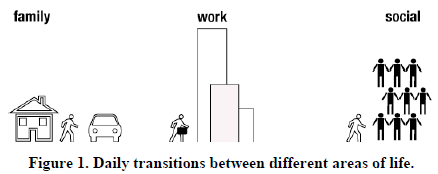 family work social
Figure 1. Daily transitions between different areas of life.